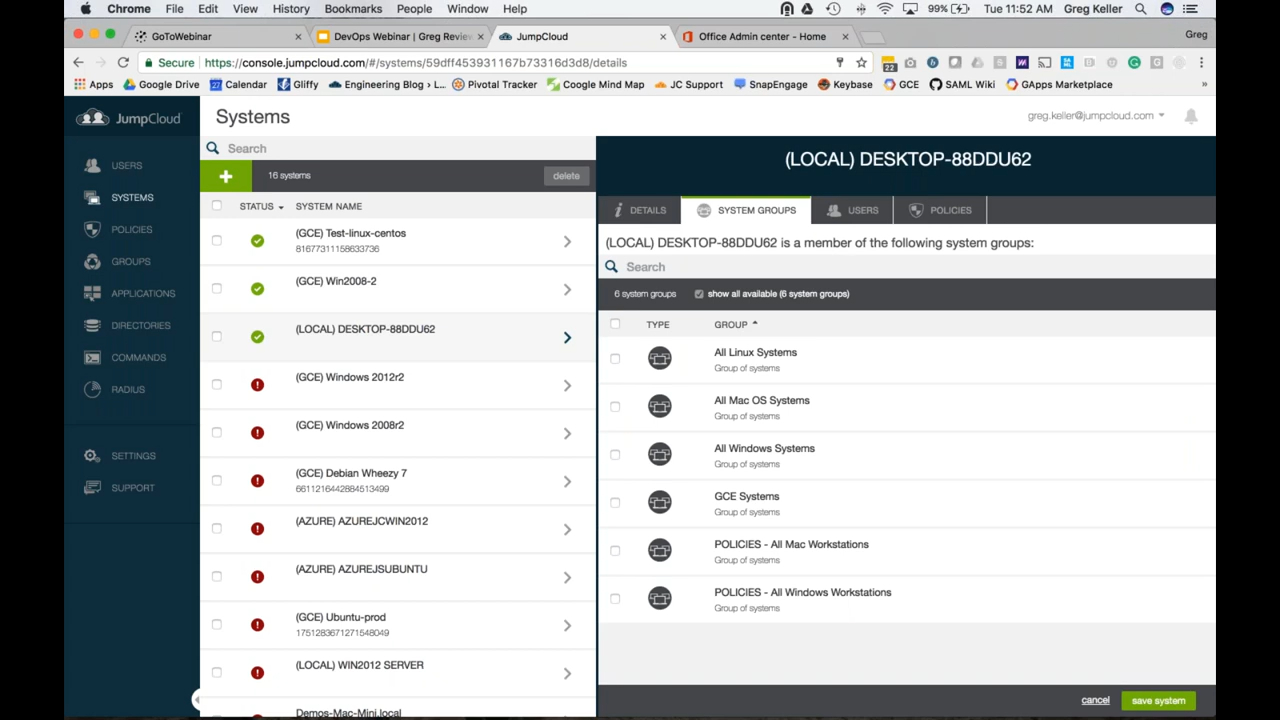 Chrome File Edit View History Bookmarks People Window Help 99% Tue 11:52 AM Greg Keller
GoToWebinar DevOps Webinar | Greg Revie JumpCloud Office Admin center - Home Greg
Secure https://console.jumpcloud.com/#/systems/59dff453931167b73316d3d8/details 22
Apps Google Drive Calendar Gliffy Engineering Blog › L... Pivotal Tracker Google Mind Map JC Support SnapEngage Keybase GCE SAML Wiki GApps Marketplace »
JumpCloud
USERS
SYSTEMS
POLICIES
GROUPS
APPLICATIONS
DIRECTORIES
COMMANDS
RADIUS
SETTINGS
SUPPORT
Systems
greg.keller@jumpcloud.com
Search
16 systems delete
STATUS SYSTEM NAME
(GCE) Test-linux-centos
81677311158633736
(GCE) Win2008-2
(LOCAL) DESKTOP-88DDU62
(GCE) Windows 2012r2
(GCE) Windows 2008r2
(GCE) Debian Wheezy 7
6611216442884513499
(AZURE) AZUREJCWIN2012
(AZURE) AZUREJSUBUNTU
(GCE) Ubuntu-prod
1751283671271548049
(LOCAL) WIN2012 SERVER
Demos-Mac-Mini.local
(LOCAL) DESKTOP-88DDU62
DETAILS SYSTEM GROUPS USERS POLICIES
(LOCAL) DESKTOP-88DDU62 is a member of the following system groups:
Search
6 system groups show all available (6 system groups)
TYPE GROUP
All Linux Systems
Group of systems
All Mac OS Systems
Group of systems
All Windows Systems
Group of systems
GCE Systems
Group of systems
POLICIES - All Mac Workstations
Group of systems
POLICIES - All Windows Workstations
Group of systems
cancel save system